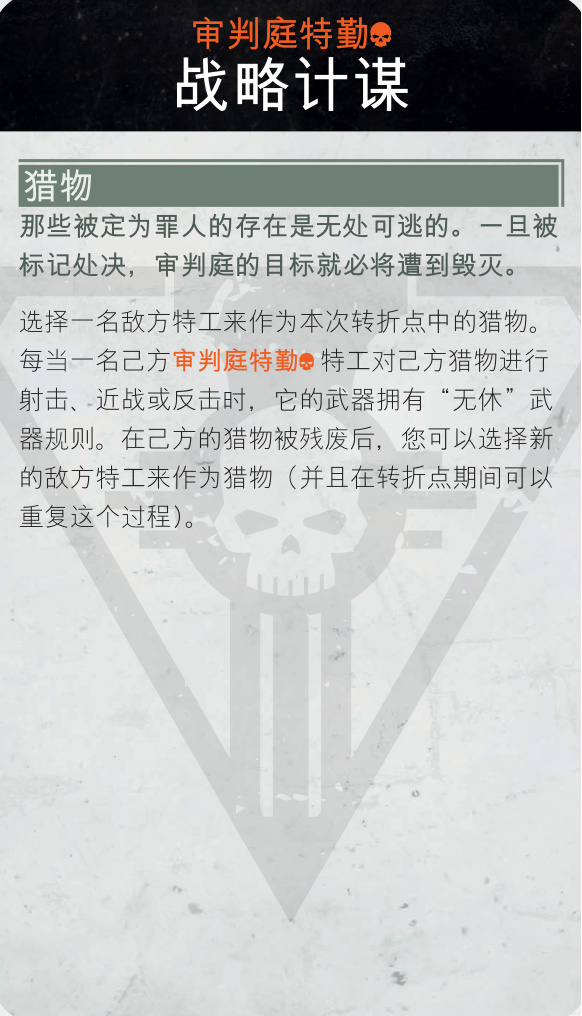 审判庭特勤
战略计谋
猎物
那些被定为罪人的存在是无处可逃的。一旦被
标记处决，审判庭的目标就必将遭到毁灭。
选择一名敌方特工来作为本次转折点中的猎物。
每当一名己方审判庭特勤 特工对己方猎物进行
射击、近战或反击时，它的武器拥有“无休”武
器规则。在己方的猎物被残废后，您可以选择新
的敌方特工来作为猎物（并且在转折点期间可以
重复这个过程）。